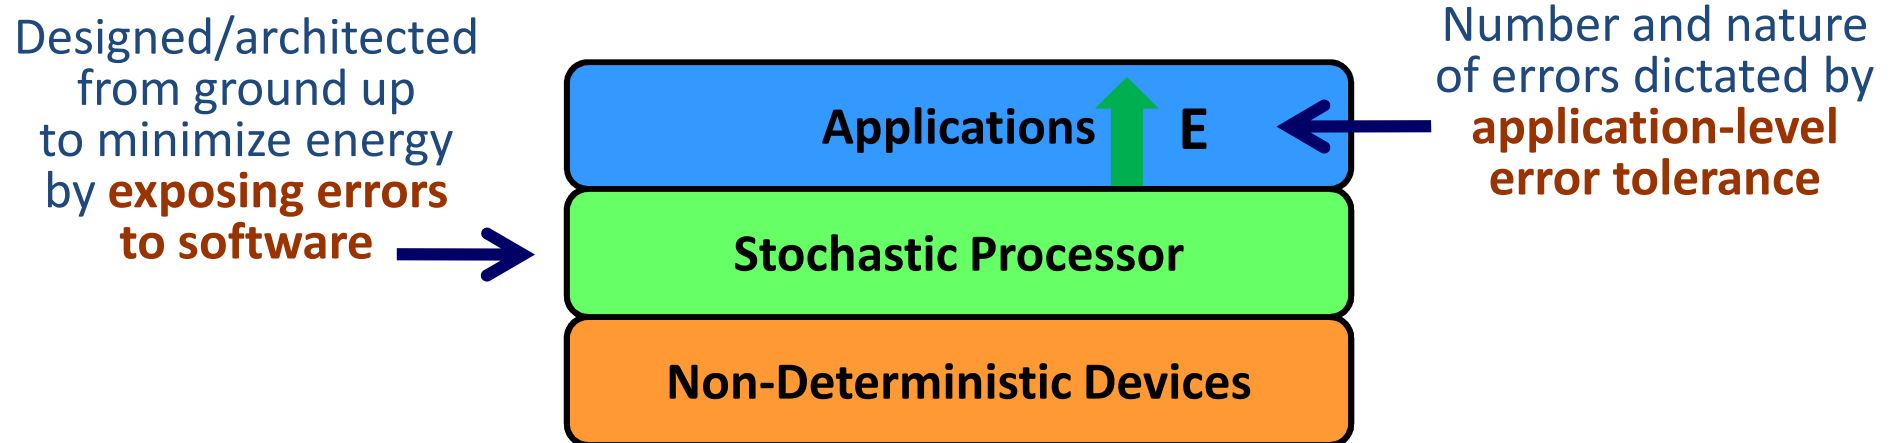 Designed/architected
from ground up
to minimize energy
by exposing errors
to software
Applications E
Stochastic Processor
Non-Deterministic Devices
Number and nature
of errors dictated by
application-level
error tolerance